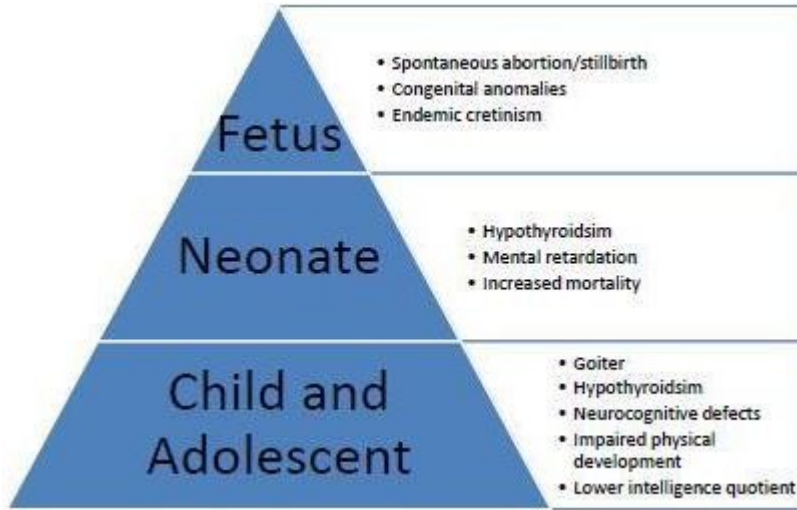 Fetus
• Spontaneous abortion/stillbirth
• Congenital anomalies
• Endemic cretinism
Neonate
• Hypothyroidsim
• Mental retardation
• Increased mortality
Child and
Adolescent
• Goiter
• Hypothyroidsim
• Neurocognitive defects
• Impaired physical
development
• Lower intelligence quotient